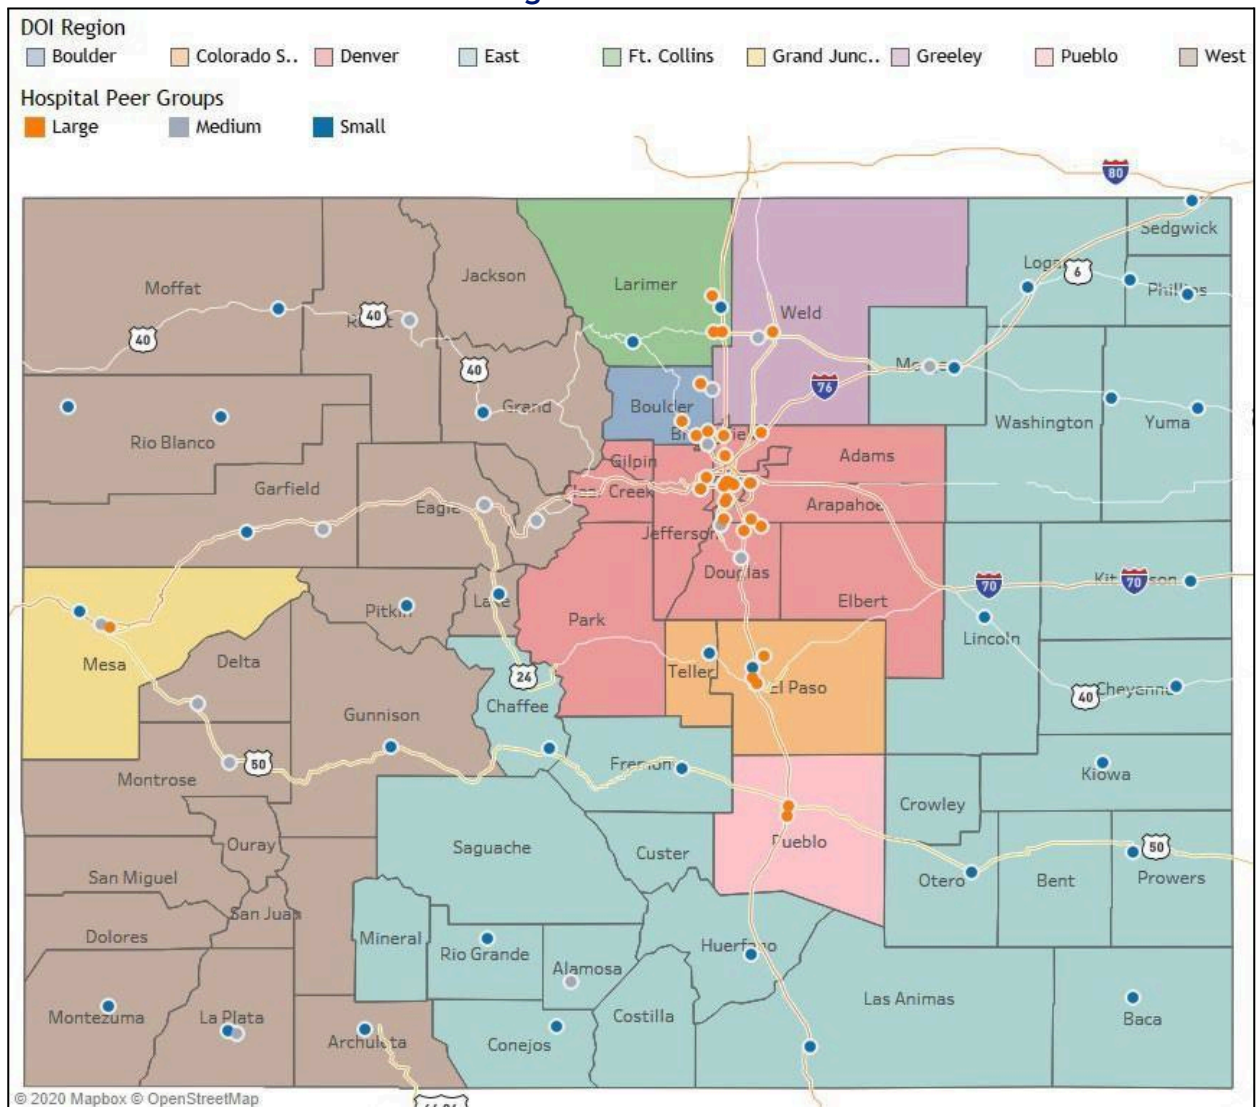 DOI Region
Boulder Colorado S.. Denver East Ft. Collins Grand Junc.. Greeley Pueblo West
Hospital Peer Groups
Large Medium Small
80
Sedgwick
6
Jackson
Larimer
Moffat
Phillips
40
Weld
40
40
76
Grand
Boulder
Washington
Yuma
Rio Blanco
Gilpin
Adams
Garfield
Creek
Arapahoe
Eagle
Jefferson
Douglas
70
70
Pitkin
Lake
Elbert
Park
Lincoln
Mesa
Delta
Teller
24
El Paso
40
Cheyenne
Chaffee
Gunnison
50
Fremont
Kiowa
Montrose
Crowley
Ouray
Saguache
Custer
Pueblo
50
San Miguel
Otero
Bent
Prowers
San Juan
Dolores
Mineral
Rio Grande
Huerfano
Alamosa
Las Animas
Montezuma
La Plata
Costilla
Baca
Archuleta
Conejos
© 2020 Mapbox © OpenStreetMap